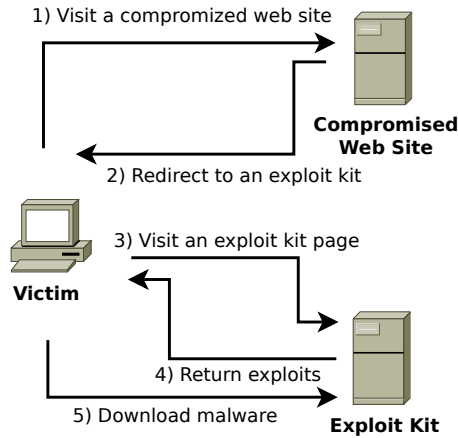 1) Visit a compromized web site
Compromised
Web Site
2) Redirect to an exploit kit
3) Visit an exploit kit page
Victim
4) Return exploits
5) Download malware
Exploit Kit